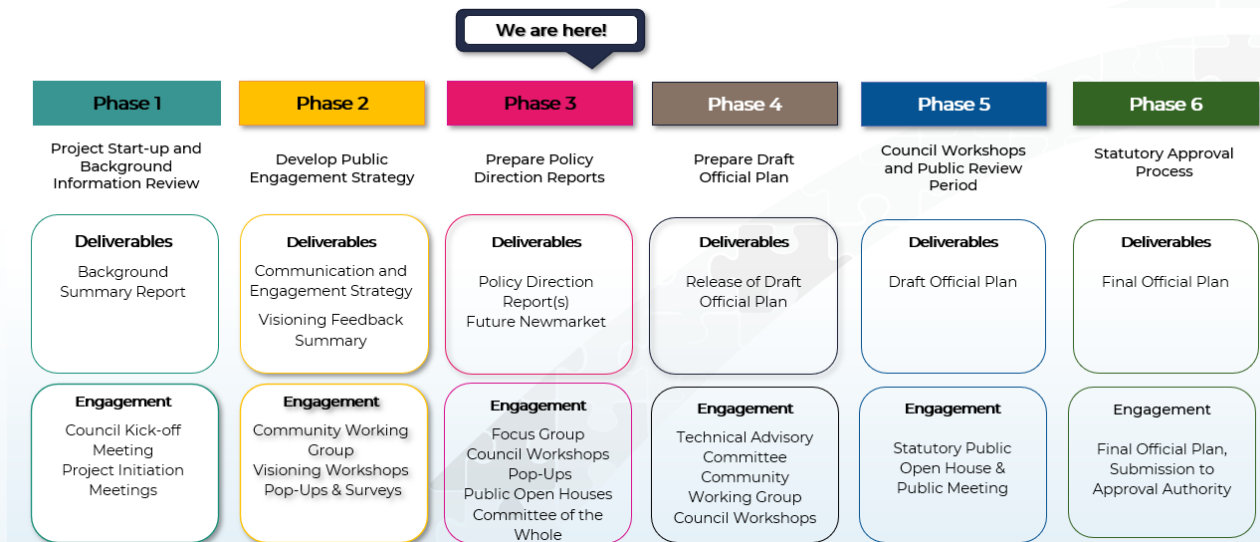 We are here!
Phase 1
Project Start-up and
Background
Information Review
Deliverables
Background
Summary Report
Engagement
Council Kick-off
Meeting
Project Initiation
Meetings
Phase 2
Develop Public
Engagement Strategy
Deliverables
Communication and
Engagement Strategy
Visioning Feedback
Summary
Engagement
Community Working
Group
Visioning Workshops
Pop-Ups & Surveys
Phase 3
Prepare Policy
Direction Reports
Deliverables
Policy Direction
Report(s)
Future Newmarket
Engagement
Focus Group
Council Workshops
Pop-Ups
Public Open Houses
Committee of the
Whole
Phase 4
Prepare Draft
Official Plan
Deliverables
Release of Draft
Official Plan
Engagement
Technical Advisory
Committee
Community
Working Group
Council Workshops
Phase 5
Council Workshops
and Public Review
Period
Deliverables
Draft Official Plan
Engagement
Statutory Public
Open House &
Public Meeting
Phase 6
Statutory Approval
Process
Deliverables
Final Official Plan
Engagement
Final Official Plan,
Submission to
Approval Authority